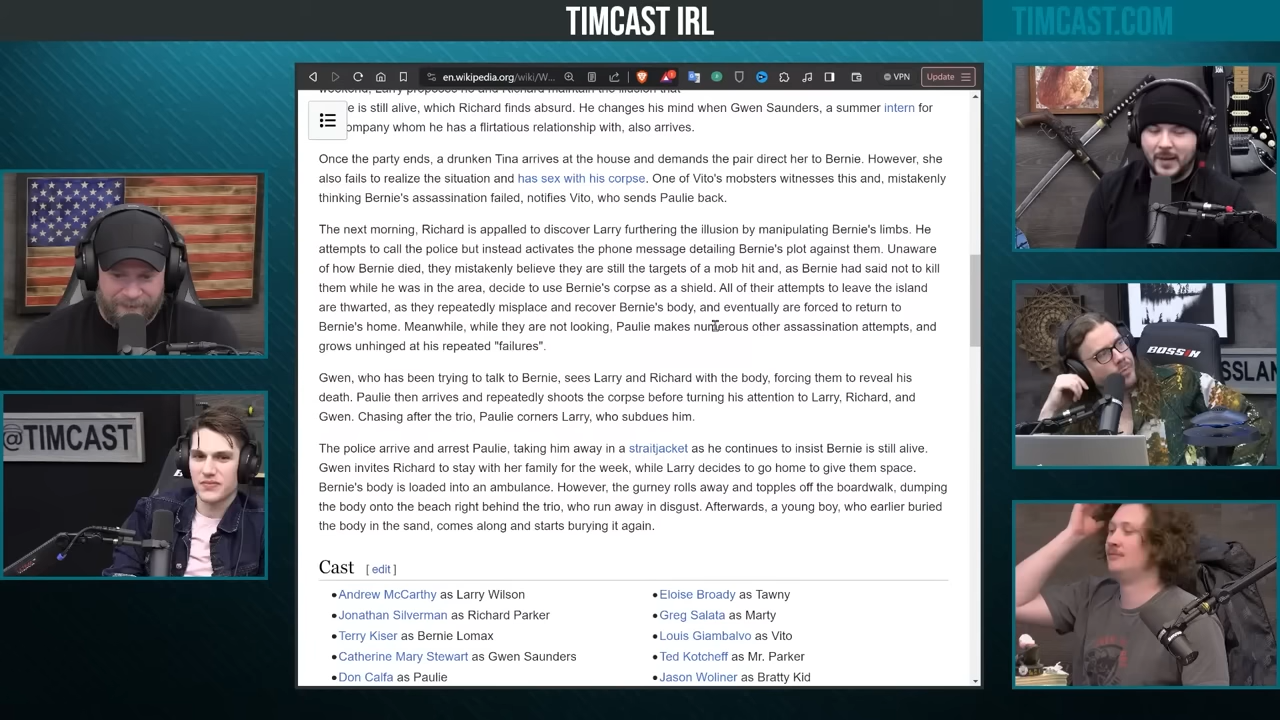 TIMCAST IRL
TIMCAST.COM
en.wikipedia.org/wiki/W...
VPN
Update
weekend, Larry proposes he and Richard maintain the illusion that
e is still alive, which Richard finds absurd. He changes his mind when Gwen Saunders, a summer intern for
company whom he has a flirtatious relationship with, also arrives.
Once the party ends, a drunken Tina arrives at the house and demands the pair direct her to Bernie. However, she
also fails to realize the situation and has sex with his corpse. One of Vito's mobsters witnesses this and, mistakenly
thinking Bernie's assassination failed, notifies Vito, who sends Paulie back.
The next morning, Richard is appalled to discover Larry furthering the illusion by manipulating Bernie's limbs. He
attempts to call the police but instead activates the phone message detailing Bernie's plot against them. Unaware
of how Bernie died, they mistakenly believe they are still the targets of a mob hit and, as Bernie had said not to kill
them while he was in the area, decide to use Bernie's corpse as a shield. All of their attempts to leave the island
are thwarted, as they repeatedly misplace and recover Bernie's body, and eventually are forced to return to
Bernie's home. Meanwhile, while they are not looking, Paulie makes numerous other assassination attempts, and
grows unhinged at his repeated "failures".
Gwen, who has been trying to talk to Bernie, sees Larry and Richard with the body, forcing them to reveal his
death. Paulie then arrives and repeatedly shoots the corpse before turning his attention to Larry, Richard, and
Gwen. Chasing after the trio, Paulie corners Larry, who subdues him.
The police arrive and arrest Paulie, taking him away in a straitjacket as he continues to insist Bernie is still alive.
Gwen invites Richard to stay with her family for the week, while Larry decides to go home to give them space.
Bernie's body is loaded into an ambulance. However, the gurney rolls away and topples off the boardwalk, dumping
the body onto the beach right behind the trio, who run away in disgust. Afterwards, a young boy, who earlier buried
the body in the sand, comes along and starts burying it again.
Cast [ edit ]
Andrew McCarthy as Larry Wilson
Jonathan Silverman as Richard Parker
Terry Kiser as Bernie Lomax
Catherine Mary Stewart as Gwen Saunders
Don Calfa as Paulie
Eloise Broady as Tawny
Greg Salata as Marty
Louis Giambalvo as Vito
Ted Kotcheff as Mr. Parker
Jason Woliner as Bratty Kid
@TIMCAST
BOSSIN
SSLAN